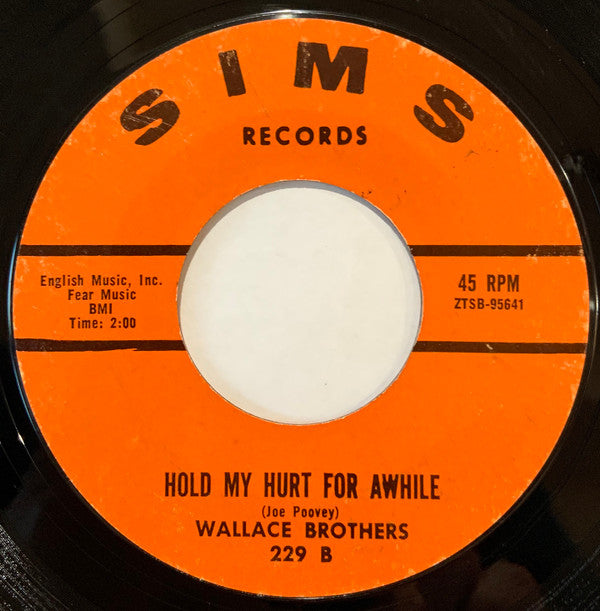 SIMS
RECORDS
English Music, Inc.
Fear Music
BMI
Time: 2:00
45 RPM
ZTSB-95641
HOLD MY HURT FOR AWHILE
(Joe Poovey)
WALLACE BROTHERS
229 B